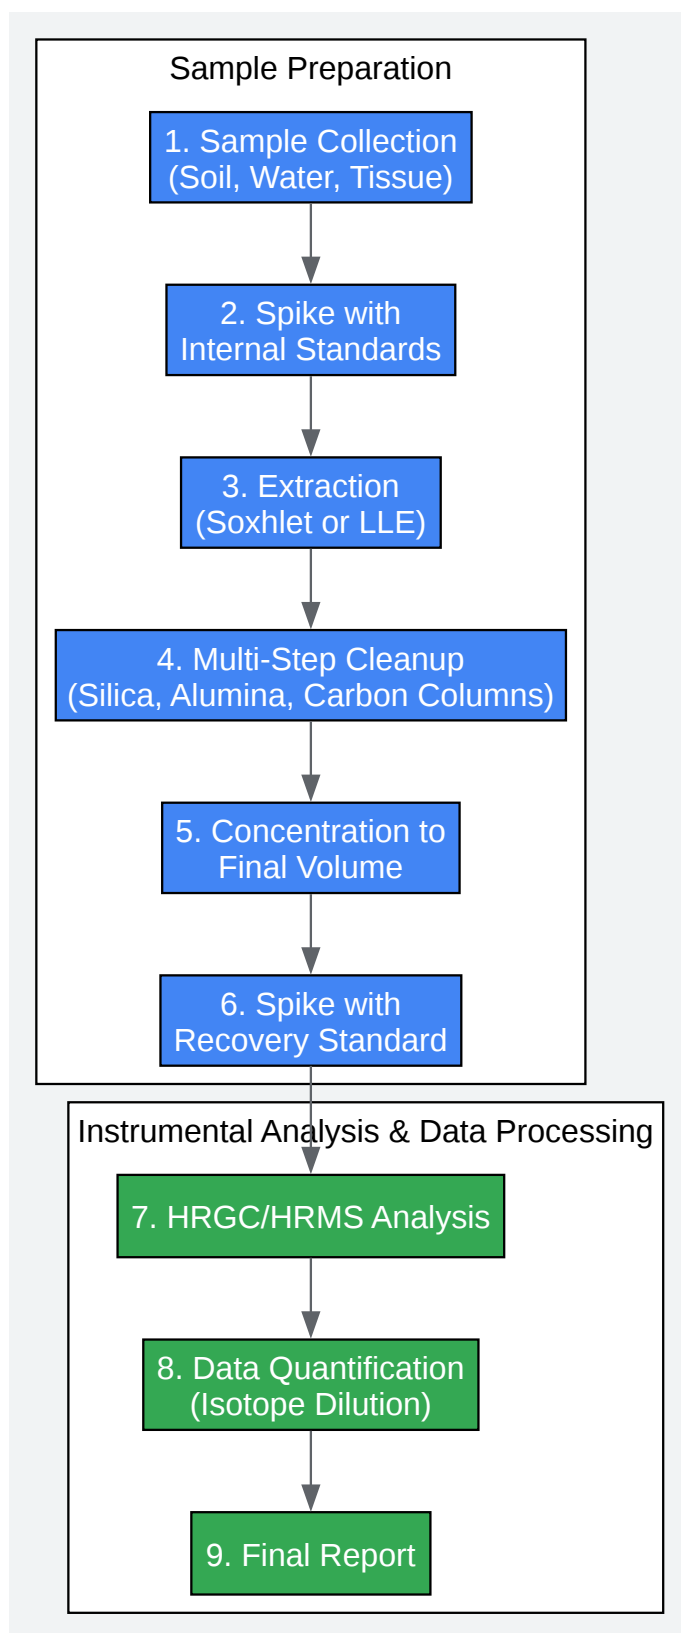 Sample Preparation
1. Sample Collection
(Soil, Water, Tissue)
2. Spike with
Internal Standards
3. Extraction
(Soxhlet or LLE)
4. Multi-Step Cleanup
(Silica, Alumina, Carbon Columns)
5. Concentration to
Final Volume
6. Spike with
Recovery Standard
Instrumental Analysis & Data Processing
7. HRGC/HRMS Analysis
8. Data Quantification
(Isotope Dilution)
9. Final Report